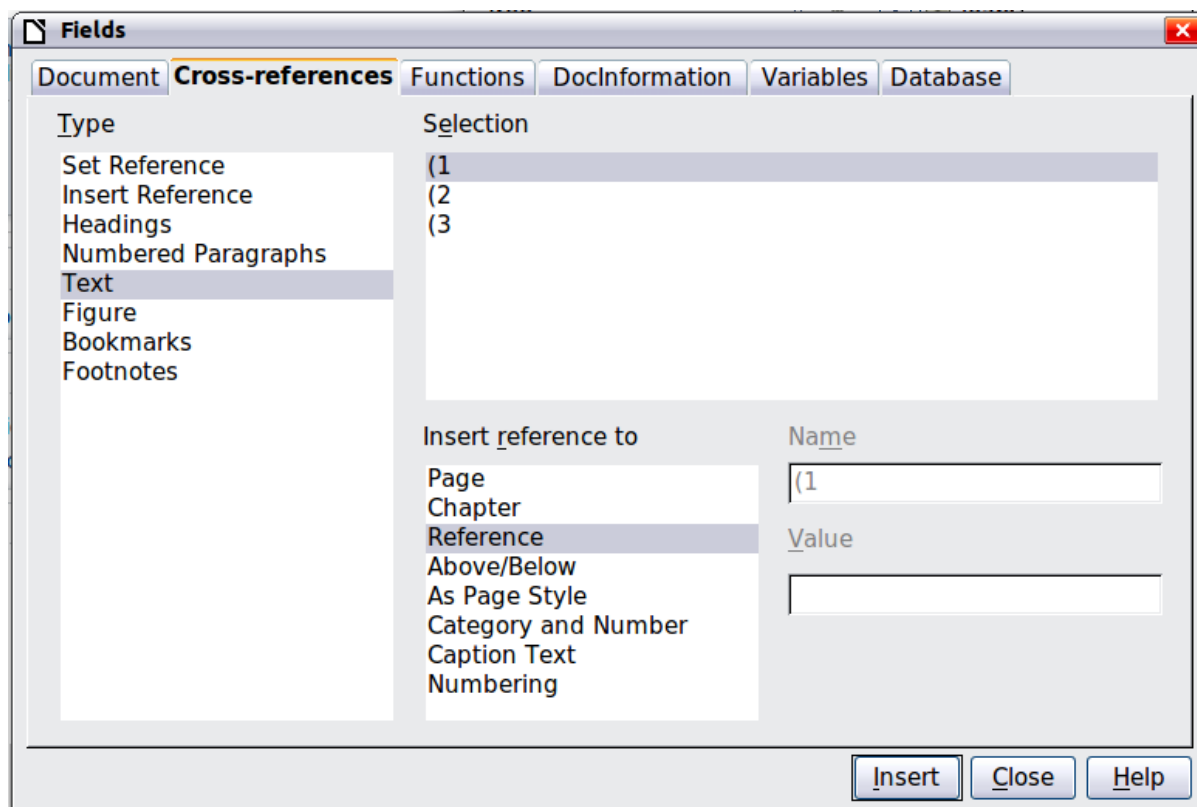 Fields
Document Cross-references Functions DocInformation Variables Database
Type
Set Reference
Insert Reference
Headings
Numbered Paragraphs
Text
Figure
Bookmarks
Footnotes
Selection
(1
(2
(3
Insert reference to
Page
Chapter
Reference
Above/Below
As Page Style
Category and Number
Caption Text
Numbering
Name
(1
Value
Insert Close Help